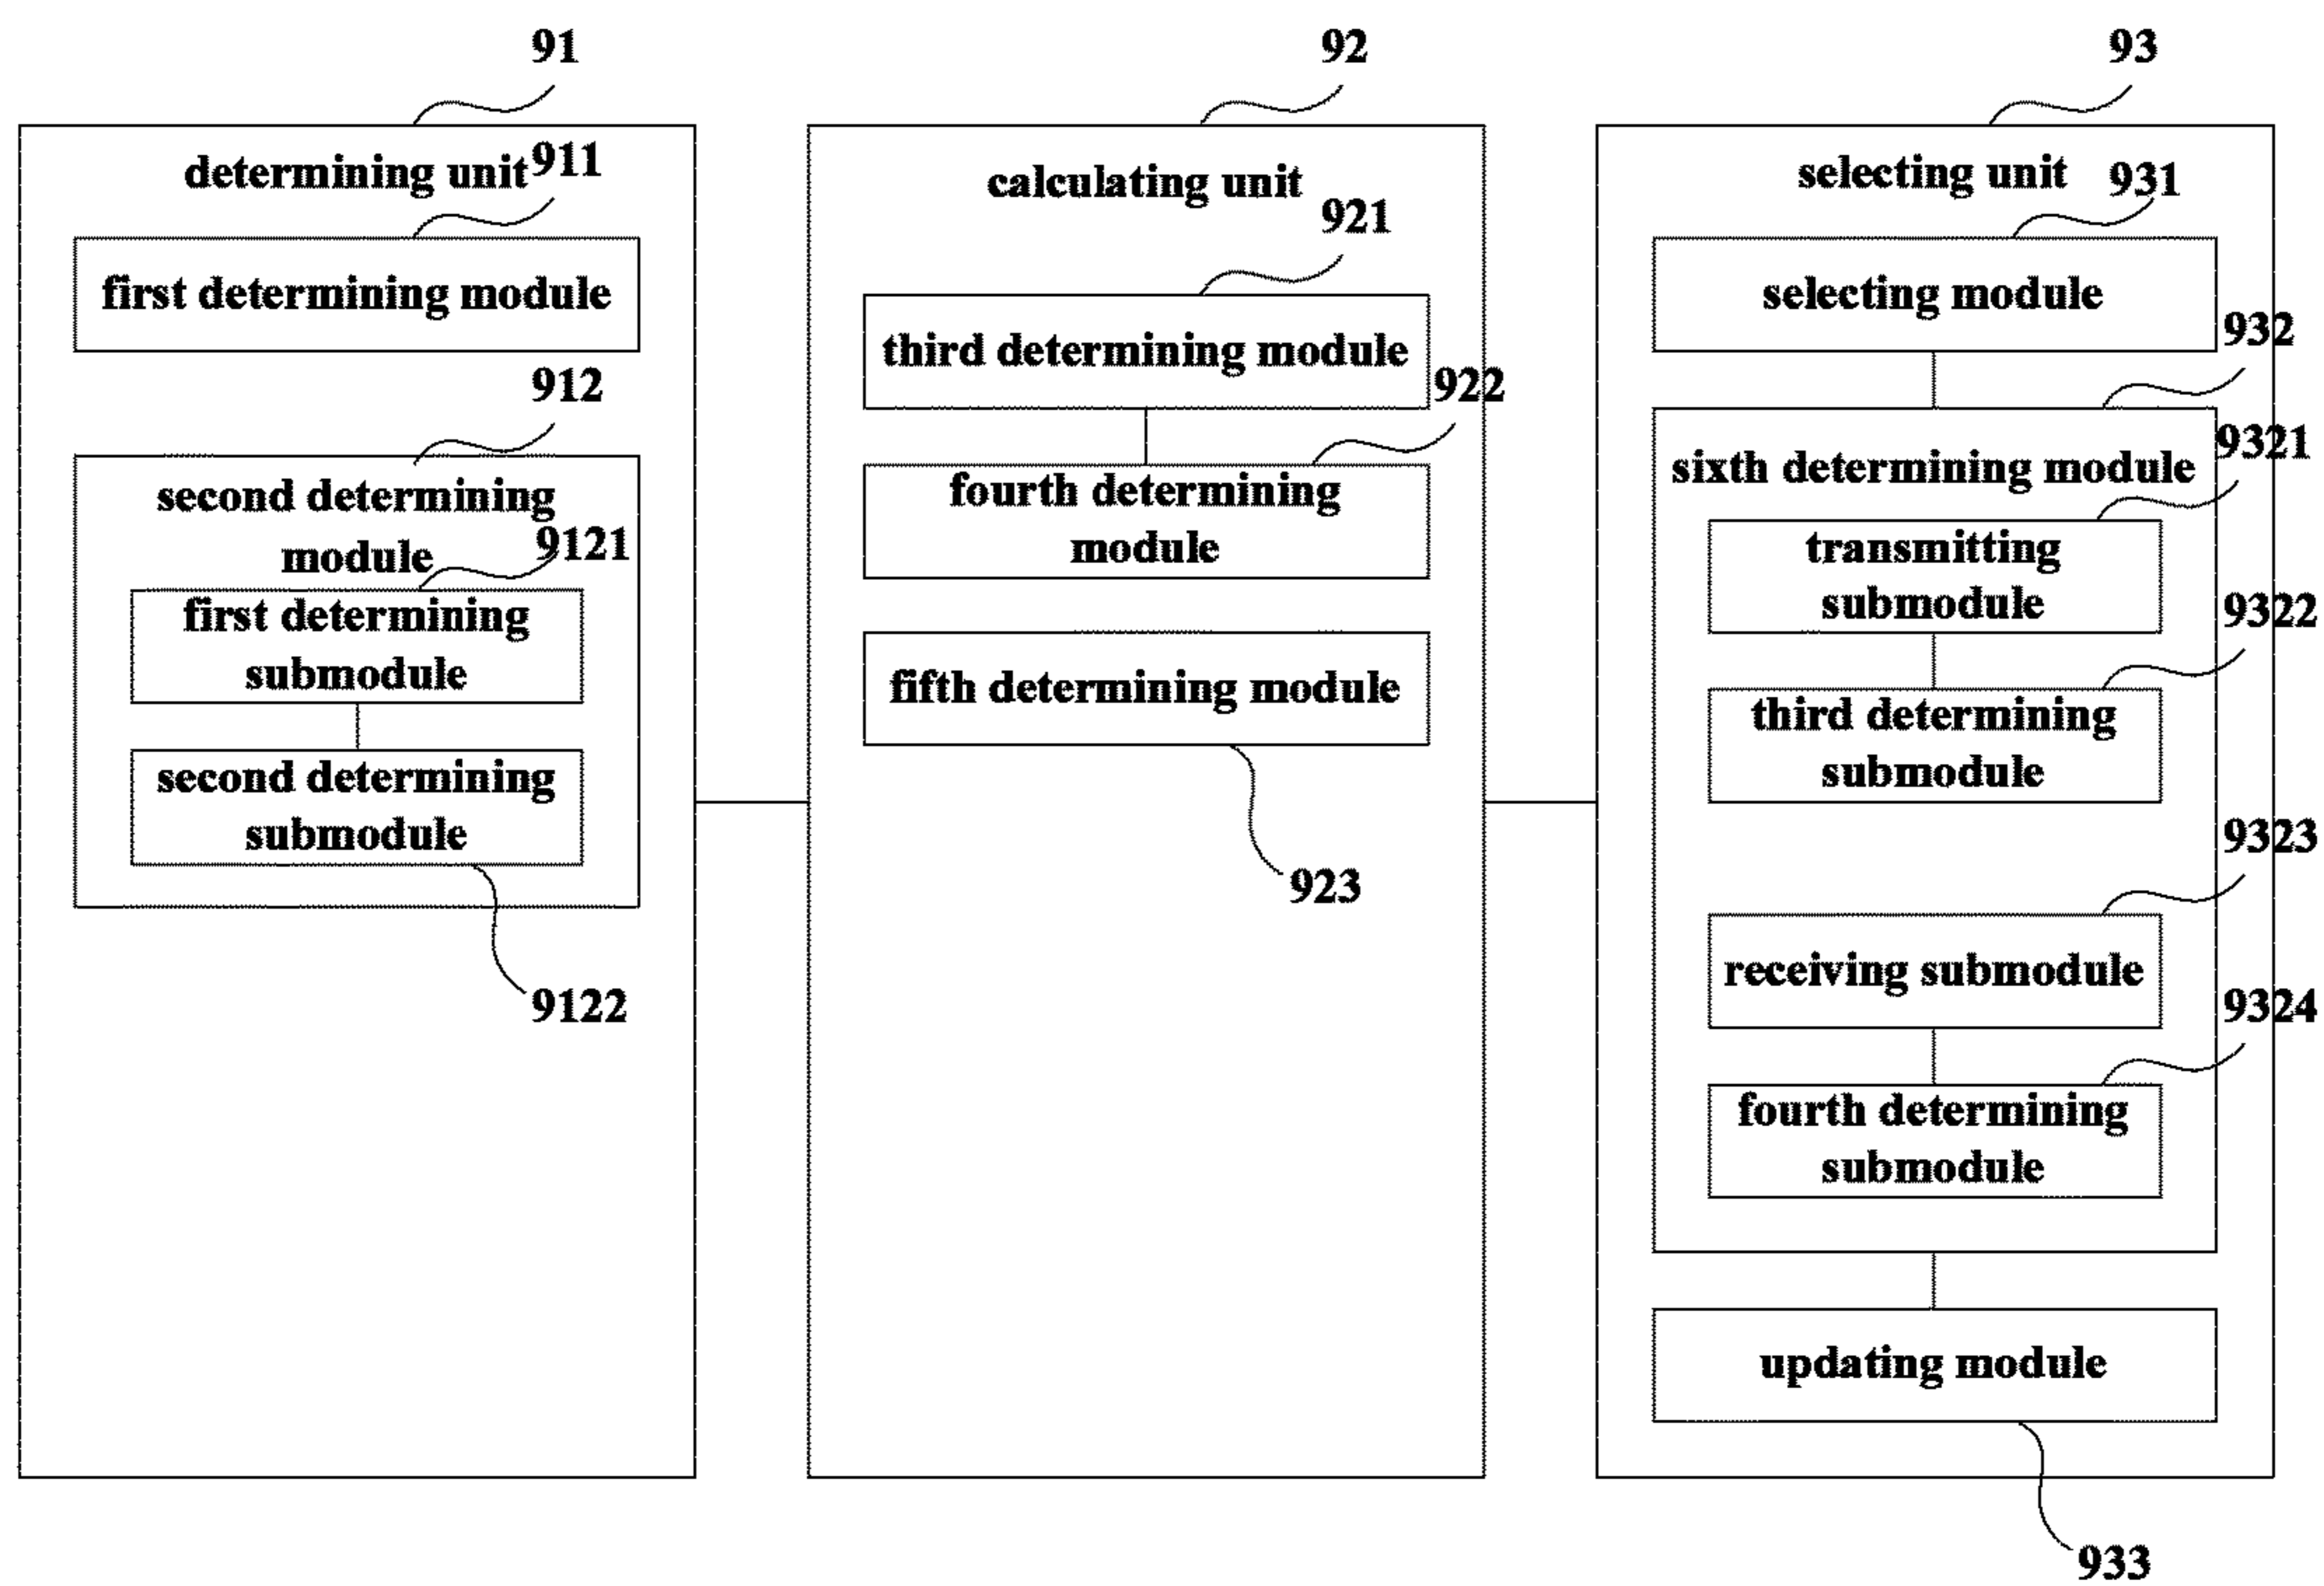 91
determining unit
911
first determining module
912
second determining
module
9121
first determining
submodule
second determining
submodule
9122
92
calculating unit
921
third determining module
922
fourth determining
module
fifth determining module
923
93
selecting unit
931
selecting module
932
sixth determining module
9321
transmitting
submodule
9322
third determining
submodule
9323
receiving submodule
9324
fourth determining
submodule
updating module
933